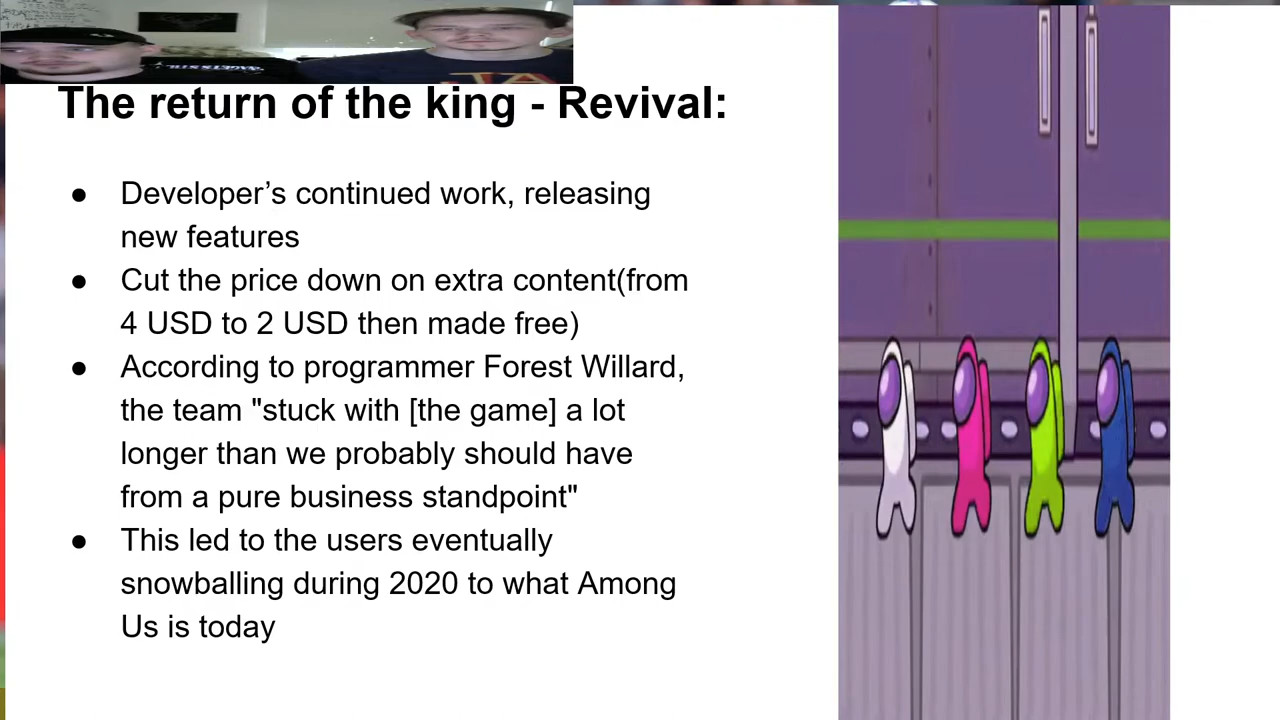 The return of the king - Revival:
● Developer’s continued work, releasing
new features
● Cut the price down on extra content(from
4 USD to 2 USD then made free)
● According to programmer Forest Willard,
the team "stuck with [the game] a lot
longer than we probably should have
from a pure business standpoint"
● This led to the users eventually
snowballing during 2020 to what Among
Us is today